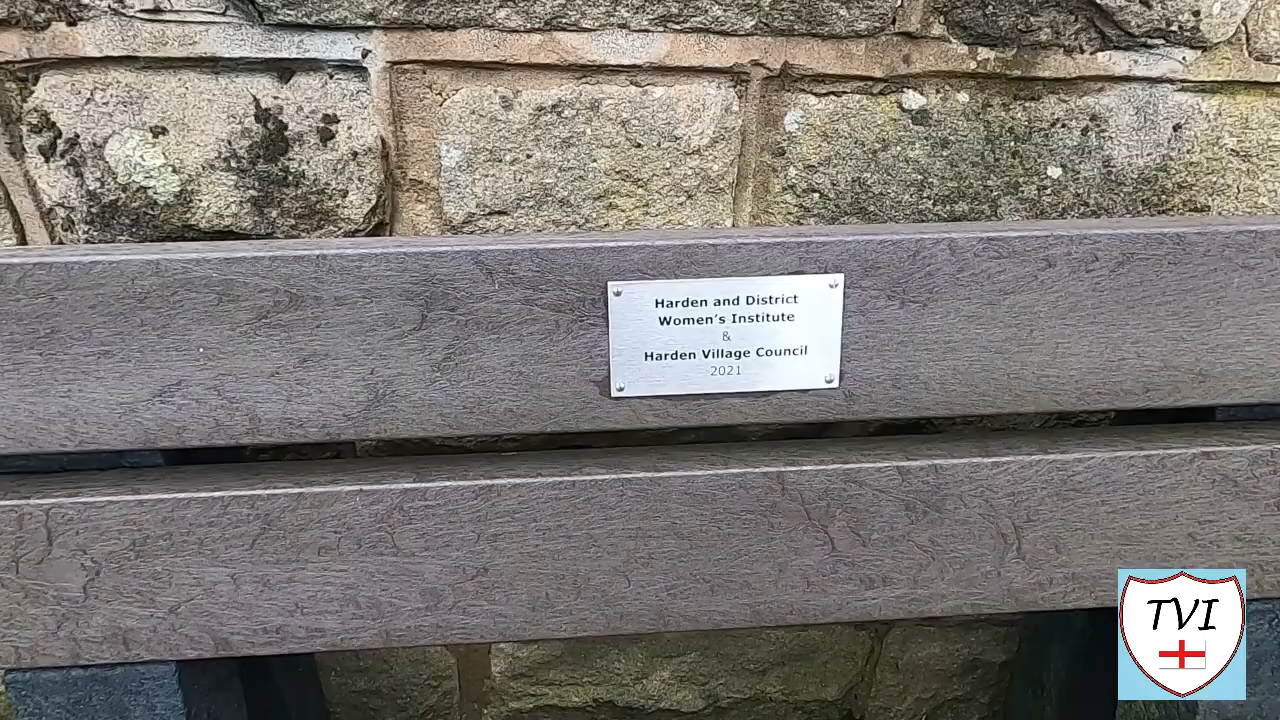 Harden and District
Women's Institute
&
Harden Village Council
2021
TVI